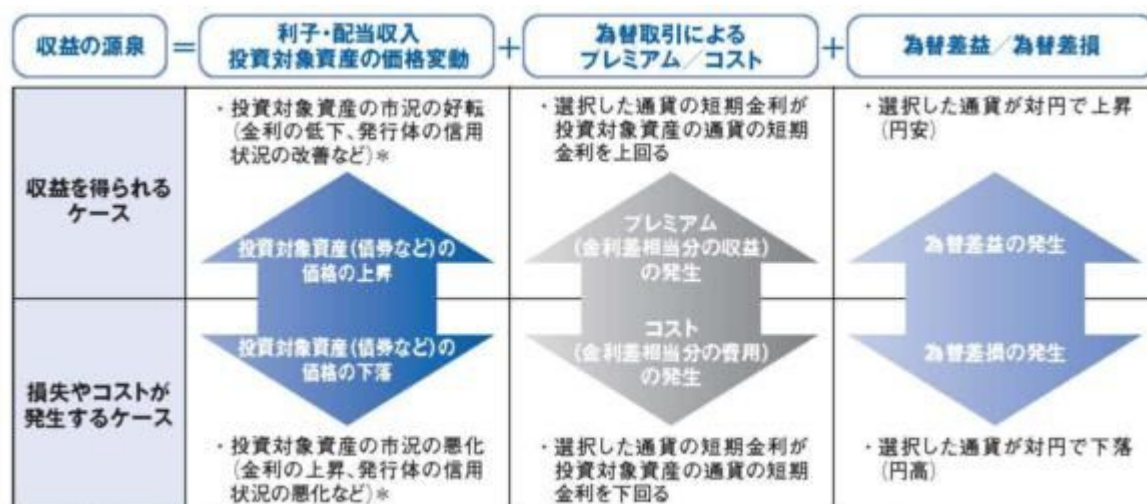 収益の源泉
=
利子・配当収入
投資対象資産の価格変動
+
為替取引による
プレミアム/コスト
+
為替差益/為替差損
収益を得られる
ケース
・投資対象資産の市況の好転
(金利の低下、発行体の信用
状況の改善など)*
投資対象資産(債券など)の
価格の上昇
・選択した通貨の短期金利が
投資対象資産の通貨の短期
金利を上回る
プレミアム
(金利差相当分の収益)
の発生
・選択した通貨が対円で上昇
(円安)
為替差益の発生
損失やコストが
発生するケース
投資対象資産(債券など)の
価格の下落
・投資対象資産の市況の悪化
(金利の上昇、発行体の信用
状況の悪化など)*
コスト
(金利差相当分の費用)
の発生
・選択した通貨の短期金利が
投資対象資産の通貨の短期
金利を下回る
為替差損の発生
・選択した通貨が対円で下落
(円高)